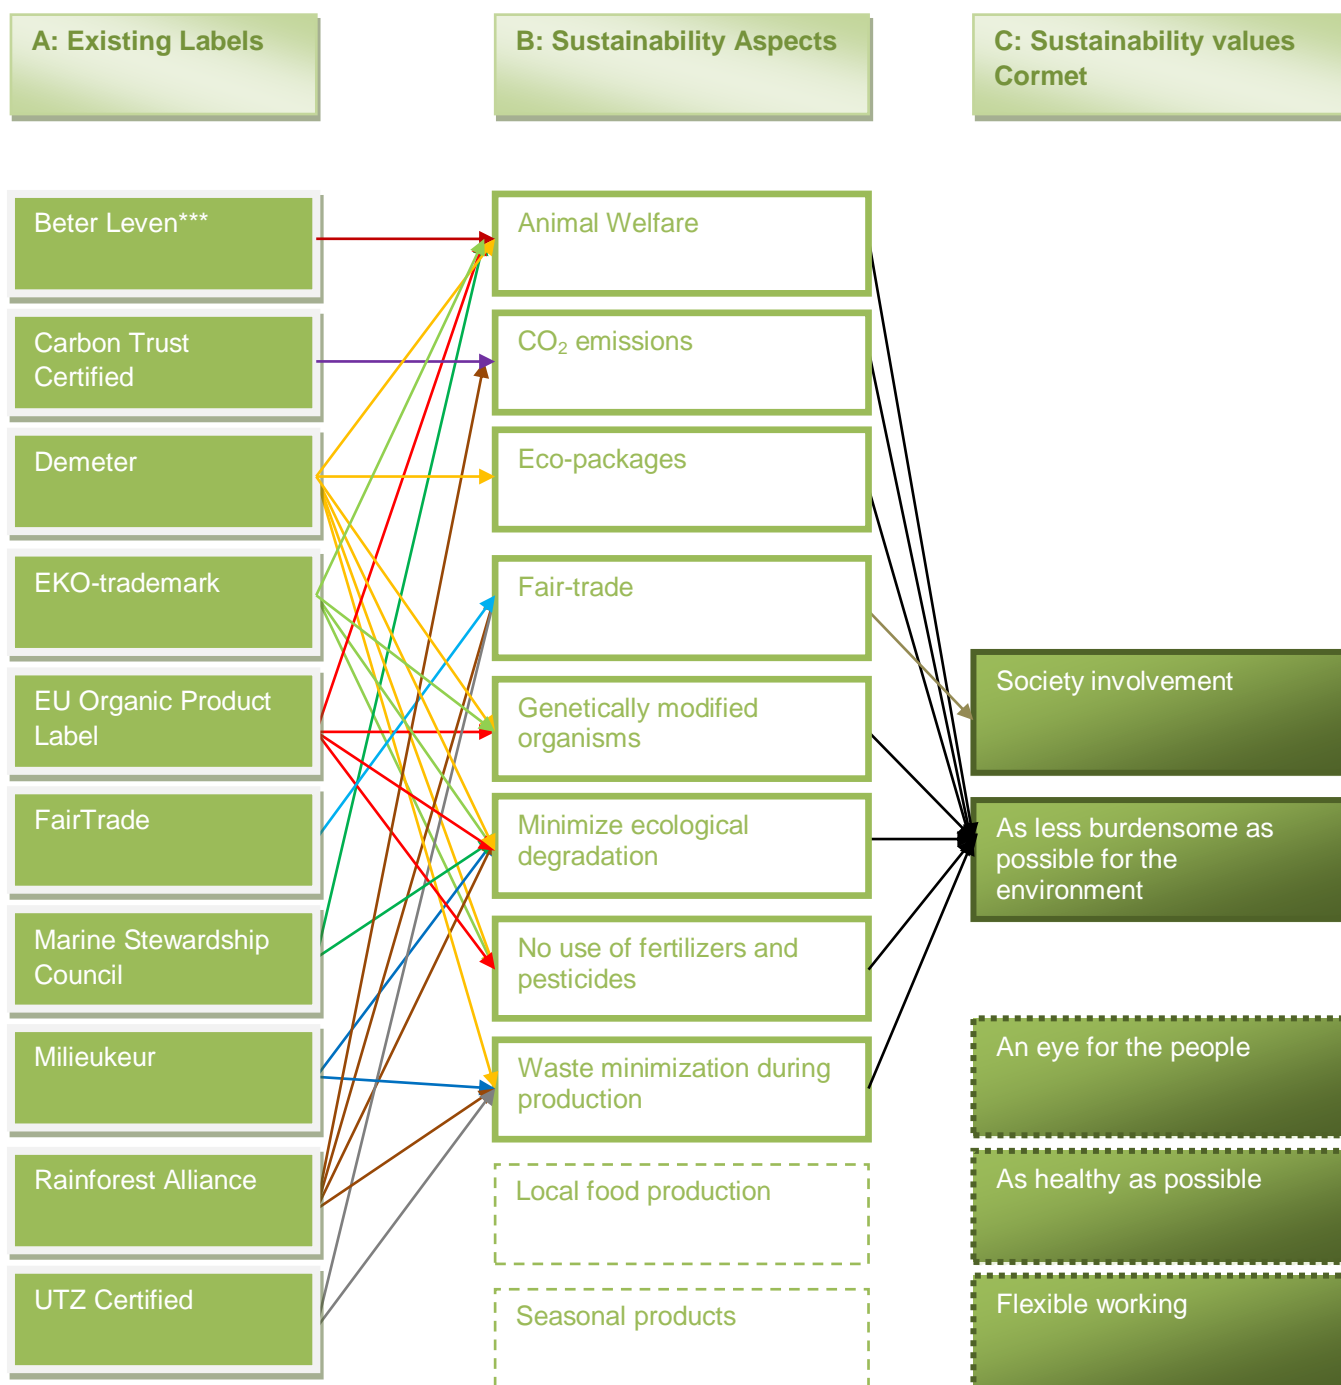 A: Existing Labels
B: Sustainability Aspects
C: Sustainability values
Cormet
Beter Leven***
Carbon Trust
Certified
Demeter
EKO-trademark
EU Organic Product
Label
FairTrade
Marine Stewardship
Council
Milieukeur
Rainforest Alliance
UTZ Certified
Animal Welfare
CO₂ emissions
Eco-packages
Fair-trade
Genetically modified
organisms
Minimize ecological
degradation
No use of fertilizers and
pesticides
Waste minimization during
production
Local food production
Seasonal products
Society involvement
As less burdensome as
possible for the
environment
An eye for the people
As healthy as possible
Flexible working